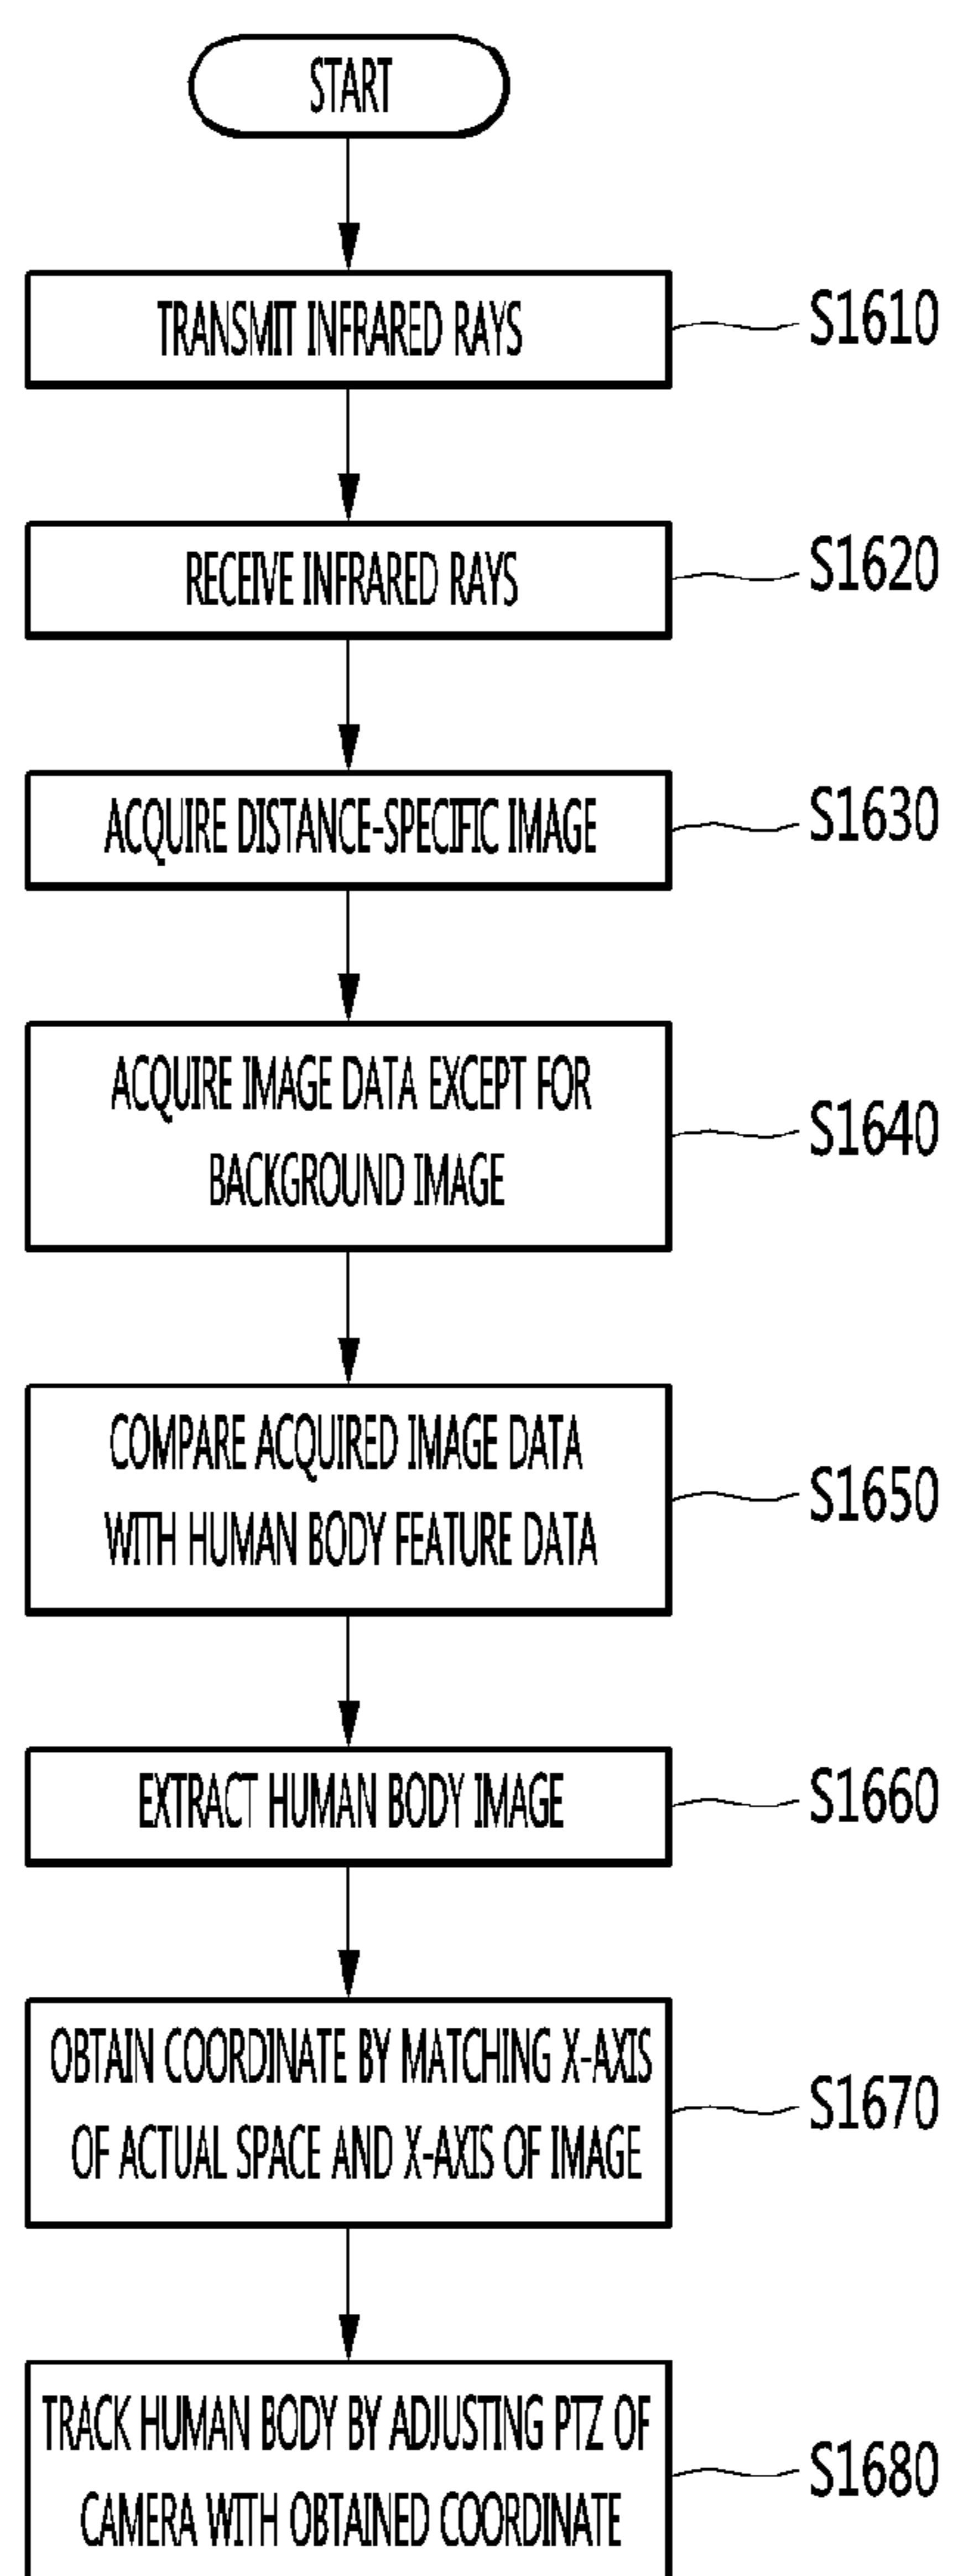 START
TRANSMIT INFRARED RAYS
S1610
RECEIVE INFRARED RAYS
S1620
ACQUIRE DISTANCE-SPECIFIC IMAGE
S1630
ACQUIRE IMAGE DATA EXCEPT FOR
BACKGROUND IMAGE
S1640
COMPARE ACQUIRED IMAGE DATA
WITH HUMAN BODY FEATURE DATA
S1650
EXTRACT HUMAN BODY IMAGE
S1660
OBTAIN COORDINATE BY MATCHING X-AXIS
OF ACTUAL SPACE AND X-AXIS OF IMAGE
S1670
TRACK HUMAN BODY BY ADJUSTING PTZ OF
CAMERA WITH OBTAINED COORDINATE
S1680